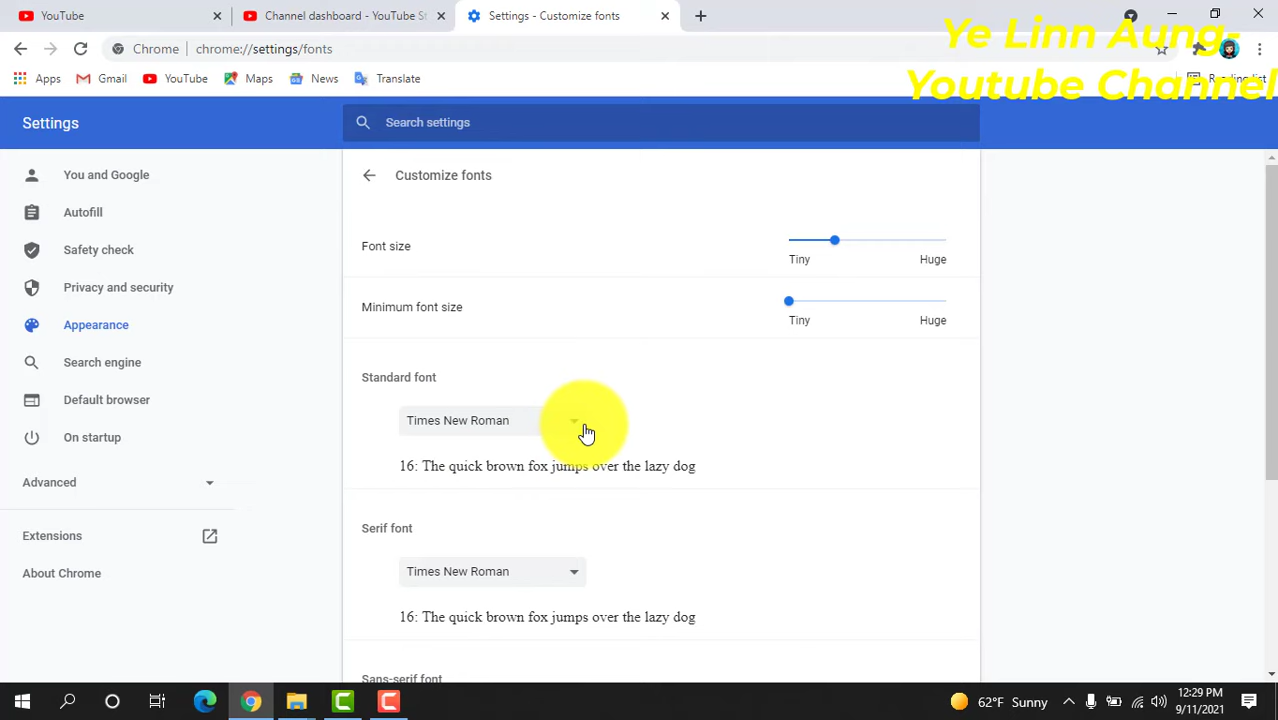 YouTube
Channel dashboard - YouTube St
Settings - Customize fonts
Ye Linn Aung-
Youtube Channel
Chrome
chrome://settings/fonts
Apps
Gmail
YouTube
Maps
News
Translate
Reading list
Settings
Search settings
You and Google
Autofill
Safety check
Privacy and security
Appearance
Search engine
Default browser
On startup
Advanced
Extensions
About Chrome
Customize fonts
Font size
Tiny
Huge
Minimum font size
Tiny
Huge
Standard font
Times New Roman
16: The quick brown fox jumps over the lazy dog
Serif font
Times New Roman
16: The quick brown fox jumps over the lazy dog
Sans-serif font
62°F Sunny
12:29 PM
9/11/2021